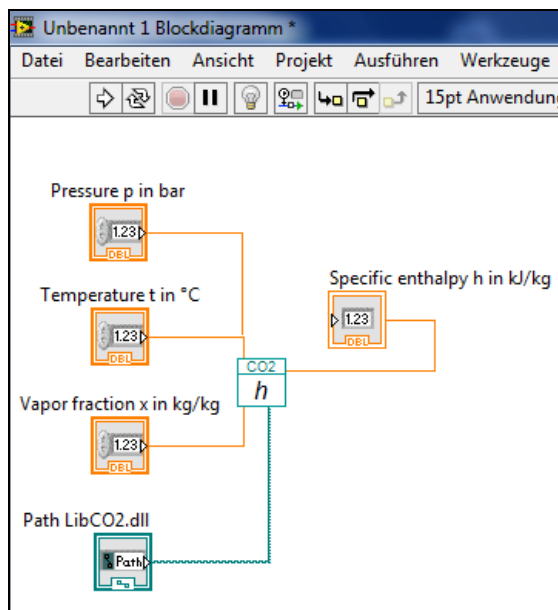 Unbenannt 1 Blockdiagramm *
Datei Bearbeiten Ansicht Projekt Ausführen Werkzeuge
15pt Anwendun
Pressure p in bar
1.23
DBL
Temperature t in °C
1.23
DBL
Specific enthalpy h in kJ/kg
1.23
DBL
CO2
h
Vapor fraction x in kg/kg
1.23
DBL
Path LibCO2.dll
Path